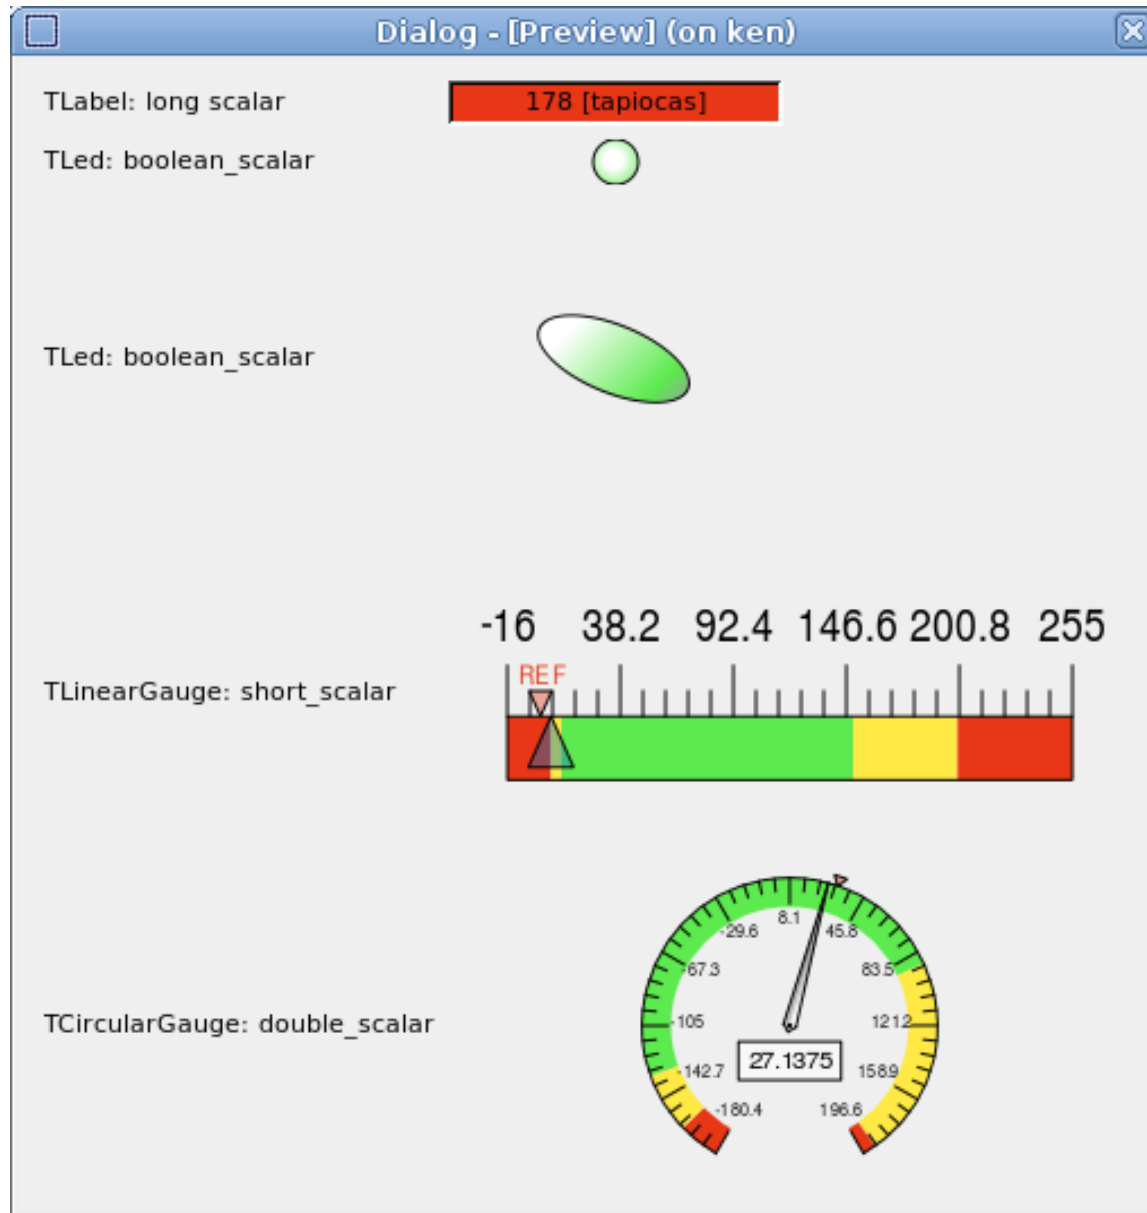 Dialog - [Preview] (on ken)
TLabel: long scalar
178 [tapiocas]
TLed: boolean_scalar
TLed: boolean_scalar
-16 38.2 92.4 146.6 200.8 255
REF
TLinearGauge: short_scalar
8.1
-29.6 45.8
-67.3 83.5
TCircularGauge: double_scalar
-105 121.2
27.1375
-142.7 158.9
-180.4 196.6